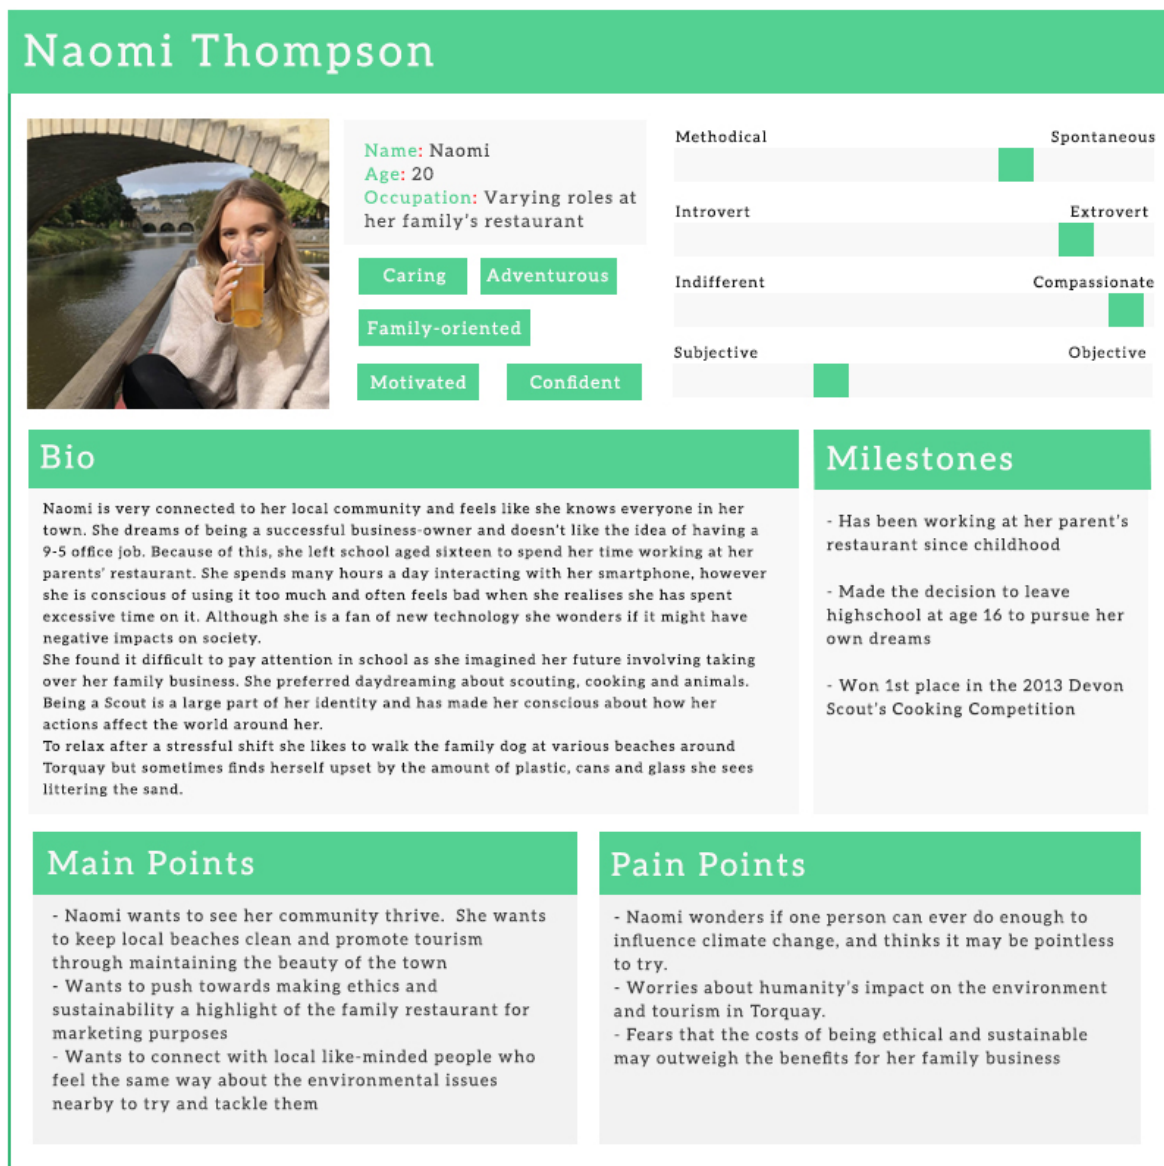 Naomi Thompson
Name: Naomi
Age: 20
Occupation: Varying roles at
her family's restaurant
Caring
Adventurous
Family-oriented
Motivated
Confident
Methodical
Spontaneous
Introvert
Extrovert
Indifferent
Compassionate
Subjective
Objective
Bio
Naomi is very connected to her local community and feels like she knows everyone in her
town. She dreams of being a successful business-owner and doesn't like the idea of having a
9-5 office job. Because of this, she left school aged sixteen to spend her time working at her
parents' restaurant. She spends many hours a day interacting with her smartphone, however
she is conscious of using it too much and often feels bad when she realises she has spent
excessive time on it. Although she is a fan of new technology she wonders if it might have
negative impacts on society.
She found it difficult to pay attention in school as she imagined her future involving taking
over her family business. She preferred daydreaming about scouting, cooking and animals.
Being a Scout is a large part of her identity and has made her conscious about how her
actions affect the world around her.
To relax after a stressful shift she likes to walk the family dog at various beaches around
Torquay but sometimes finds herself upset by the amount of plastic, cans and glass she sees
littering the sand.
Milestones
- Has been working at her parent's
restaurant since childhood
- Made the decision to leave
highschool at age 16 to pursue her
own dreams
- Won 1st place in the 2013 Devon
Scout's Cooking Competition
Main Points
- Naomi wants to see her community thrive. She wants
to keep local beaches clean and promote tourism
through maintaining the beauty of the town
- Wants to push towards making ethics and
sustainability a highlight of the family restaurant for
marketing purposes
- Wants to connect with local like-minded people who
feel the same way about the environmental issues
nearby to try and tackle them
Pain Points
- Naomi wonders if one person can ever do enough to
influence climate change, and thinks it may be pointless
to try.
- Worries about humanity's impact on the environment
and tourism in Torquay.
- Fears that the costs of being ethical and sustainable
may outweigh the benefits for her family business